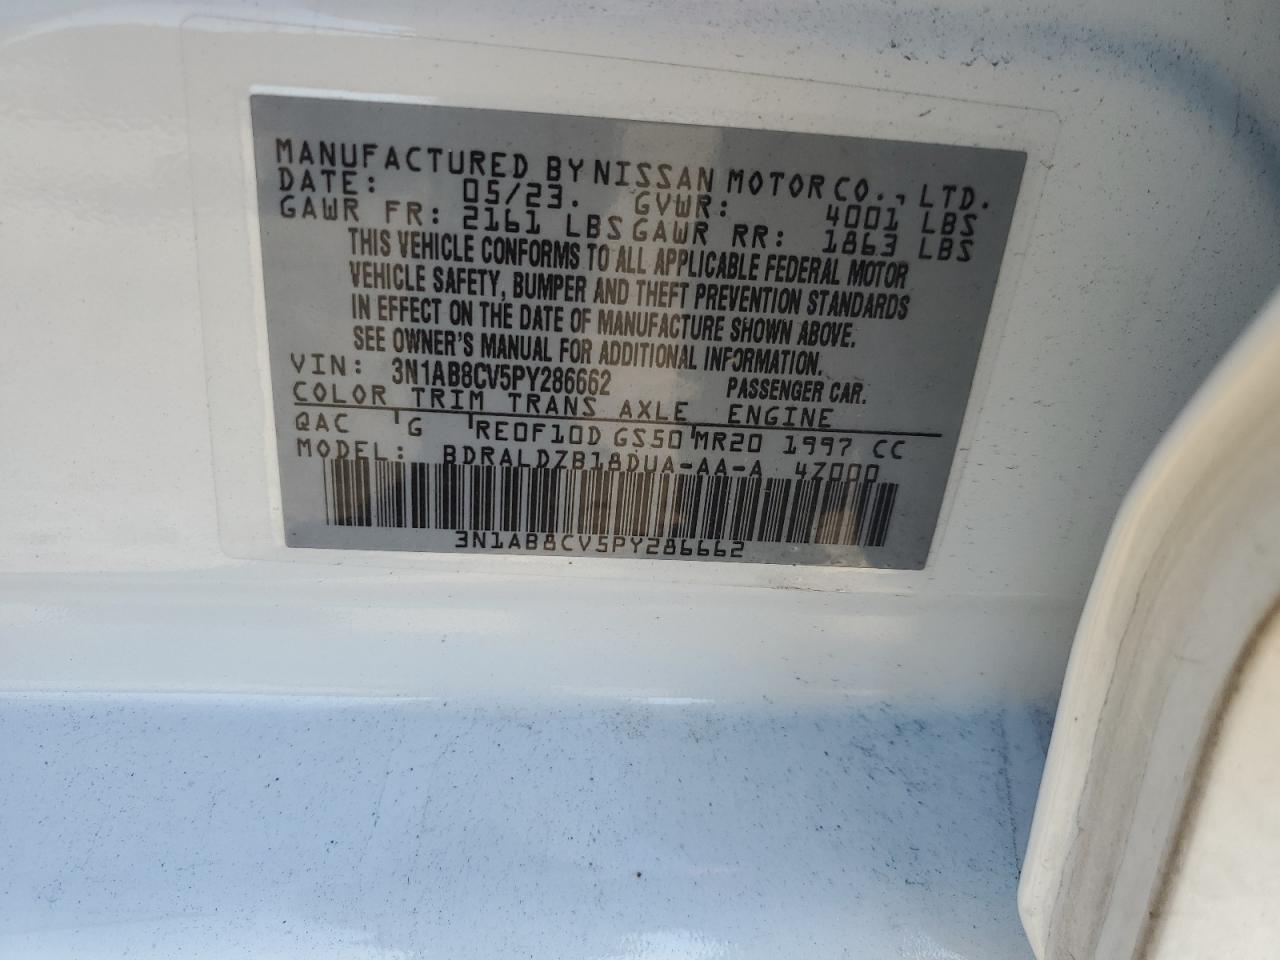 MANUFACTURED BY NISSAN MOTOR CO., LTD.
DATE: 05/23. GVWR: 4001 LBS
GAWR FR: 2161 LBS GAWR RR: 1863 LBS
THIS VEHICLE CONFORMS TO ALL APPLICABLE FEDERAL MOTOR
VEHICLE SAFETY, BUMPER AND THEFT PREVENTION STANDARDS
IN EFFECT ON THE DATE OF MANUFACTURE SHOWN ABOVE.
SEE OWNER'S MANUAL FOR ADDITIONAL INFORMATION.
VIN: 3N1AB8CV5PY286662 PASSENGER CAR.
COLOR TRIM TRANS AXLE ENGINE
QAC G RE0F10D GS50 MR20 1997 CC
MODEL: BDRALDZB18DUA-AA-A 4Z000
3N1AB8CV5PY286662